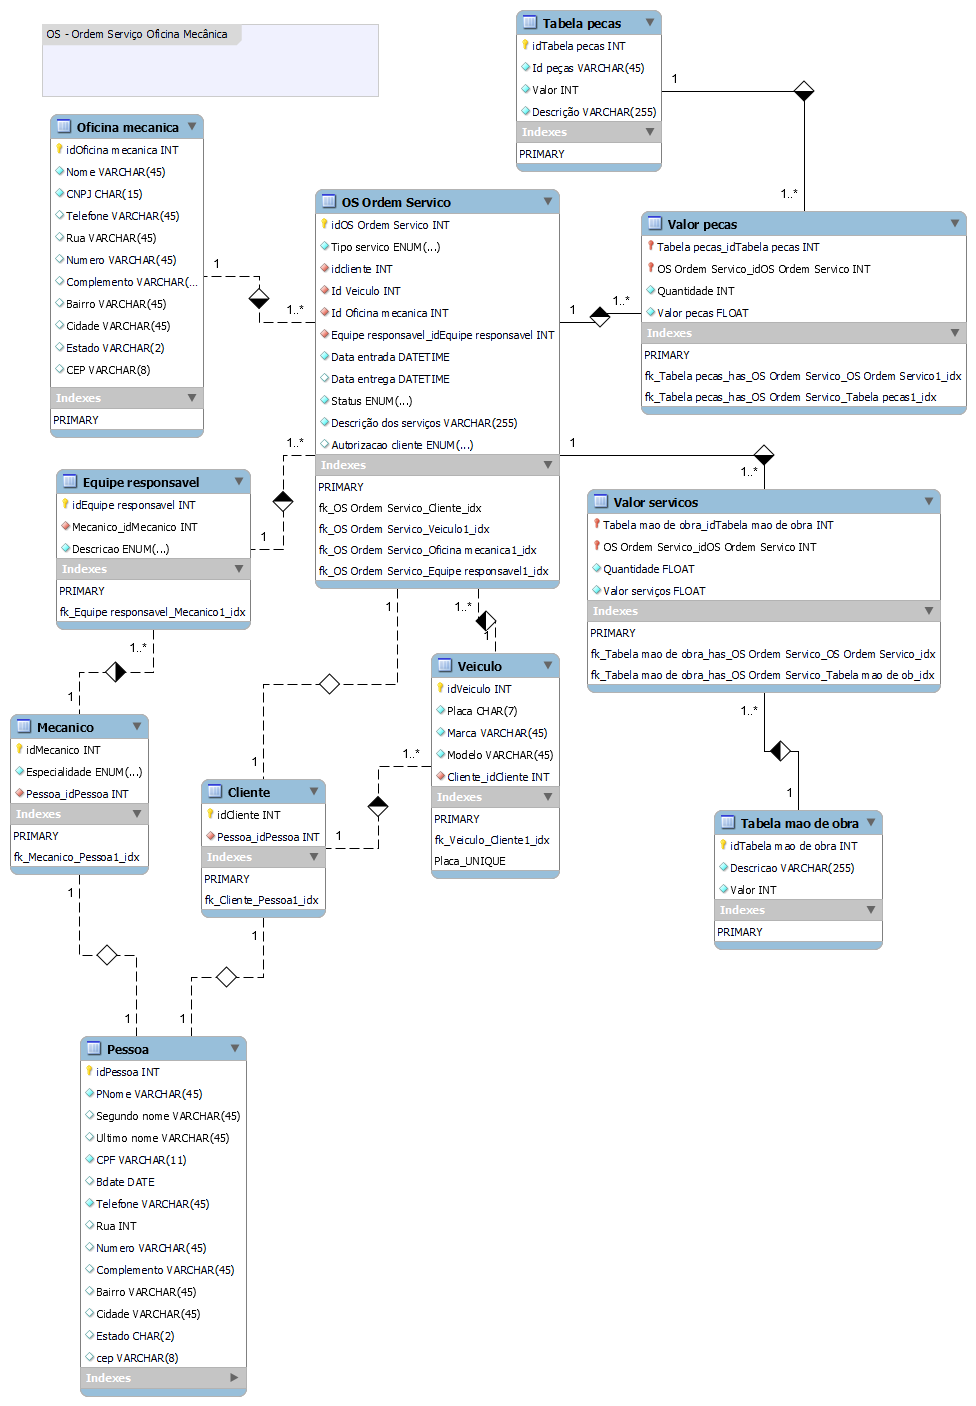 OS - Ordem Serviço Oficina Mecânica
Tabela pecas
idTabela pecas INT
Id peças VARCHAR(45)
Valor INT
Descrição VARCHAR(255)
Indexes
PRIMARY
1
1..*
Oficina mecanica
idOficina mecanica INT
Nome VARCHAR(45)
CNPJ CHAR(15)
Telefone VARCHAR(45)
Rua VARCHAR(45)
Numero VARCHAR(45)
Complemento VARCHAR(...
Bairro VARCHAR(45)
Cidade VARCHAR(45)
Estado VARCHAR(2)
CEP VARCHAR(8)
Indexes
PRIMARY
1
1..*
OS Ordem Servico
idOS Ordem Servico INT
Tipo servico ENUM(...)
idcliente INT
Id Veiculo INT
Id Oficina mecanica INT
Equipe responsavel_idEquipe responsavel INT
Data entrada DATETIME
Data entrega DATETIME
Status ENUM(...)
Descrição dos serviços VARCHAR(255)
Autorizacao cliente ENUM(...)
Indexes
PRIMARY
fk_OS Ordem Servico_Cliente_idx
fk_OS Ordem Servico_Veiculo1_idx
fk_OS Ordem Servico_Oficina mecanica1_idx
fk_OS Ordem Servico_Equipe responsavel1_idx
1
1..*
Valor pecas
Tabela pecas_idTabela pecas INT
OS Ordem Servico_idOS Ordem Servico INT
Quantidade INT
Valor pecas FLOAT
Indexes
PRIMARY
fk_Tabela pecas_has_OS Ordem Servico_OS Ordem Servico1_idx
fk_Tabela pecas_has_OS Ordem Servico_Tabela pecas1_idx
1
1..*
Valor servicos
Tabela mao de obra_idTabela mao de obra INT
OS Ordem Servico_idOS Ordem Servico INT
Quantidade FLOAT
Valor serviços FLOAT
Indexes
PRIMARY
fk_Tabela mao de obra_has_OS Ordem Servico_OS Ordem Servico_idx
fk_Tabela mao de obra_has_OS Ordem Servico_Tabela mao de ob_idx
1..*
1
Equipe responsavel
idEquipe responsavel INT
Mecanico_idMecanico INT
Descricao ENUM(...)
Indexes
PRIMARY
fk_Equipe responsavel_Mecanico1_idx
1..*
1
1..*
1
Mecanico
idMecanico INT
Especialidade ENUM(...)
Pessoa_idPessoa INT
Indexes
PRIMARY
fk_Mecanico_Pessoa1_idx
1
1
1
1
Cliente
idCliente INT
Pessoa_idPessoa INT
Indexes
PRIMARY
fk_Cliente_Pessoa1_idx
1
1
1..*
1
Veiculo
idVeiculo INT
Placa CHAR(7)
Marca VARCHAR(45)
Modelo VARCHAR(45)
Cliente_idCliente INT
Indexes
PRIMARY
fk_Veiculo_Cliente1_idx
Placa_UNIQUE
1..*
1
Tabela mao de obra
idTabela mao de obra INT
Descricao VARCHAR(255)
Valor INT
Indexes
PRIMARY
Pessoa
idPessoa INT
PNome VARCHAR(45)
Segundo nome VARCHAR(45)
Ultimo nome VARCHAR(45)
CPF VARCHAR(11)
Bdate DATE
Telefone VARCHAR(45)
Rua INT
Numero VARCHAR(45)
Complemento VARCHAR(45)
Bairro VARCHAR(45)
Cidade VARCHAR(45)
Estado CHAR(2)
cep VARCHAR(8)
Indexes